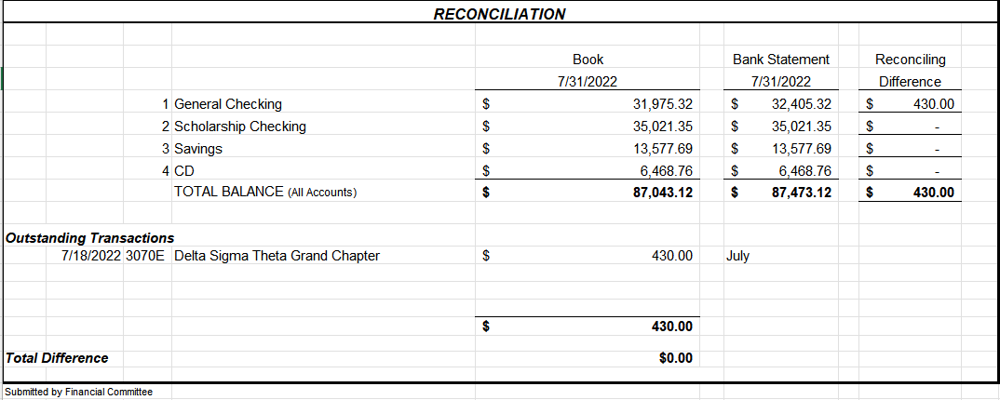 RECONCILIATION
Book Bank Statement Reconciling
7/31/2022 7/31/2022 Difference
1 General Checking $ 31,975.32 $ 32,405.32 $ 430.00
2 Scholarship Checking $ 35,021.35 $ 35,021.35 $ -
3 Savings $ 13,577.69 $ 13,577.69 $ -
4 CD $ 6,468.76 $ 6,468.76 $ -
TOTAL BALANCE (All Accounts) $ 87,043.12 $ 87,473.12 $ 430.00
Outstanding Transactions
7/18/2022 3070E Delta Sigma Theta Grand Chapter $ 430.00 July
$ 430.00
Total Difference $0.00
Submitted by Financial Committee